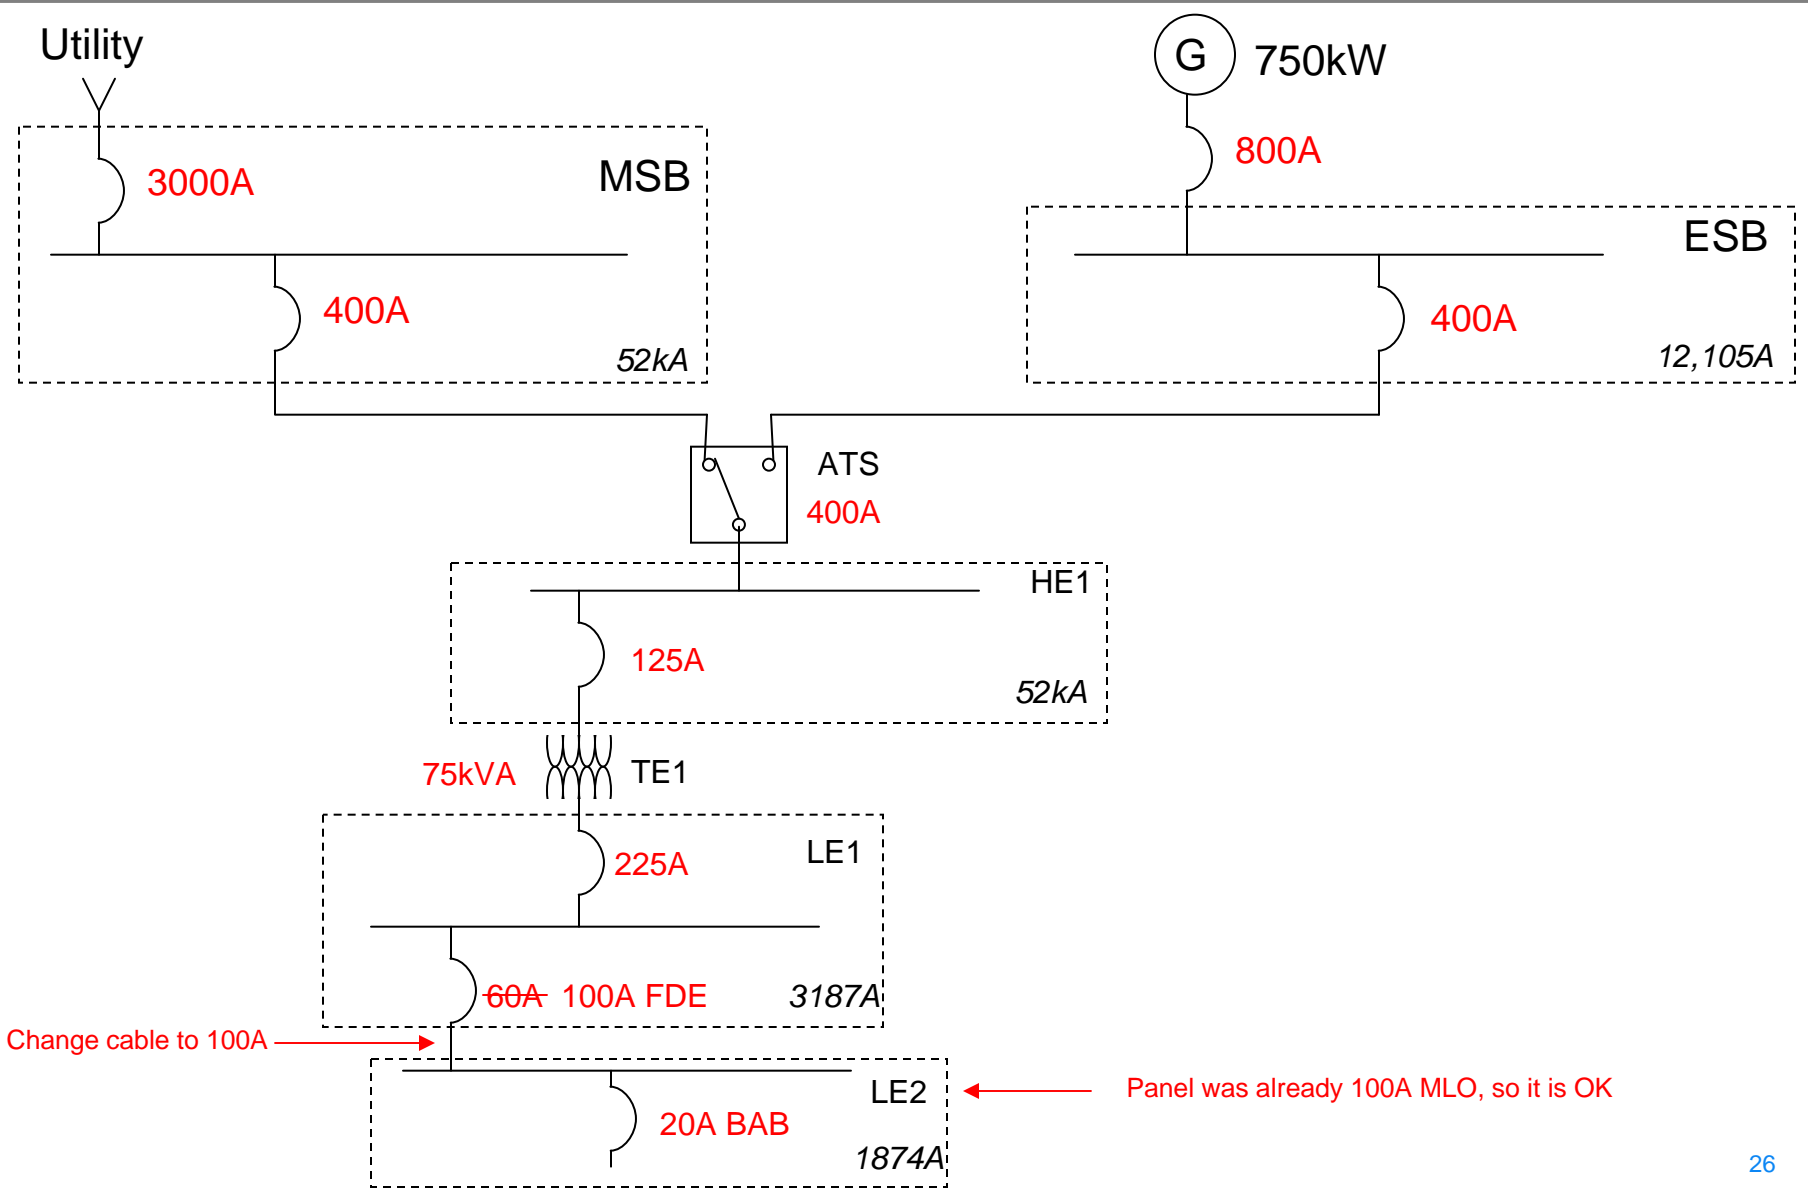 Utility
G 750kW
3000A
MSB
800A
ESB
400A
52kA
400A
12,105A
ATS
400A
HE1
125A
52kA
75kVA TE1
LE1
225A
60A 100A FDE
3187A
Change cable to 100A
LE2
Panel was already 100A MLO, so it is OK
20A BAB
1874A
26